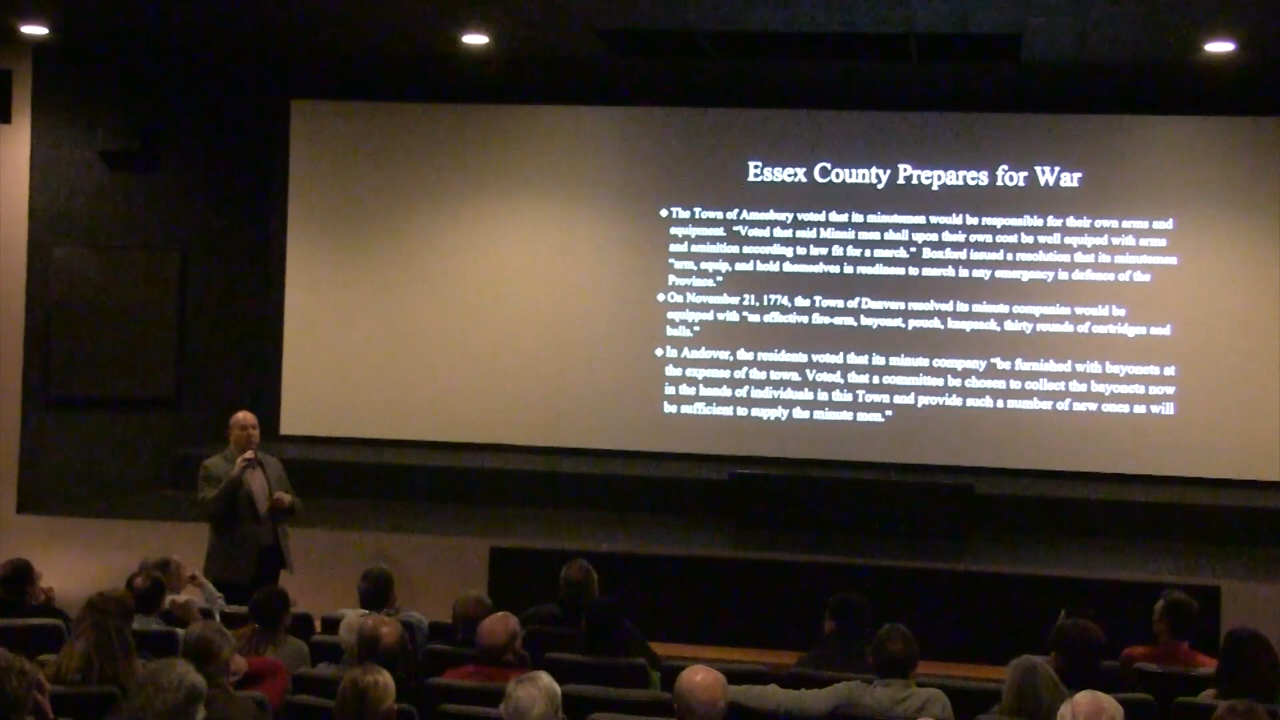 Essex County Prepares for War
❖ The Town of Amesbury voted that its minutemen would be responsible for their own arms and
equipment. "Voted that said Minnit men shall upon their own cost be well equiped with arms
and aminition according to law fit for a march." Boxford issued a resolution that its minutemen
"arm, equip, and hold themselves in readiness to march in any emergency in defence of the
Province."
❖ On November 21, 1774, the Town of Danvers resolved its minute companies would be
equipped with "an effective fire-arm, bayonet, pouch, knapsack, thirty rounds of cartridges and
balls."
❖ In Andover, the residents voted that its minute company "be furnished with bayonets at
the expense of the town. Voted, that a committee be chosen to collect the bayonets now
in the hands of individuals in this Town and provide such a number of new ones as will
be sufficient to supply the minute men."